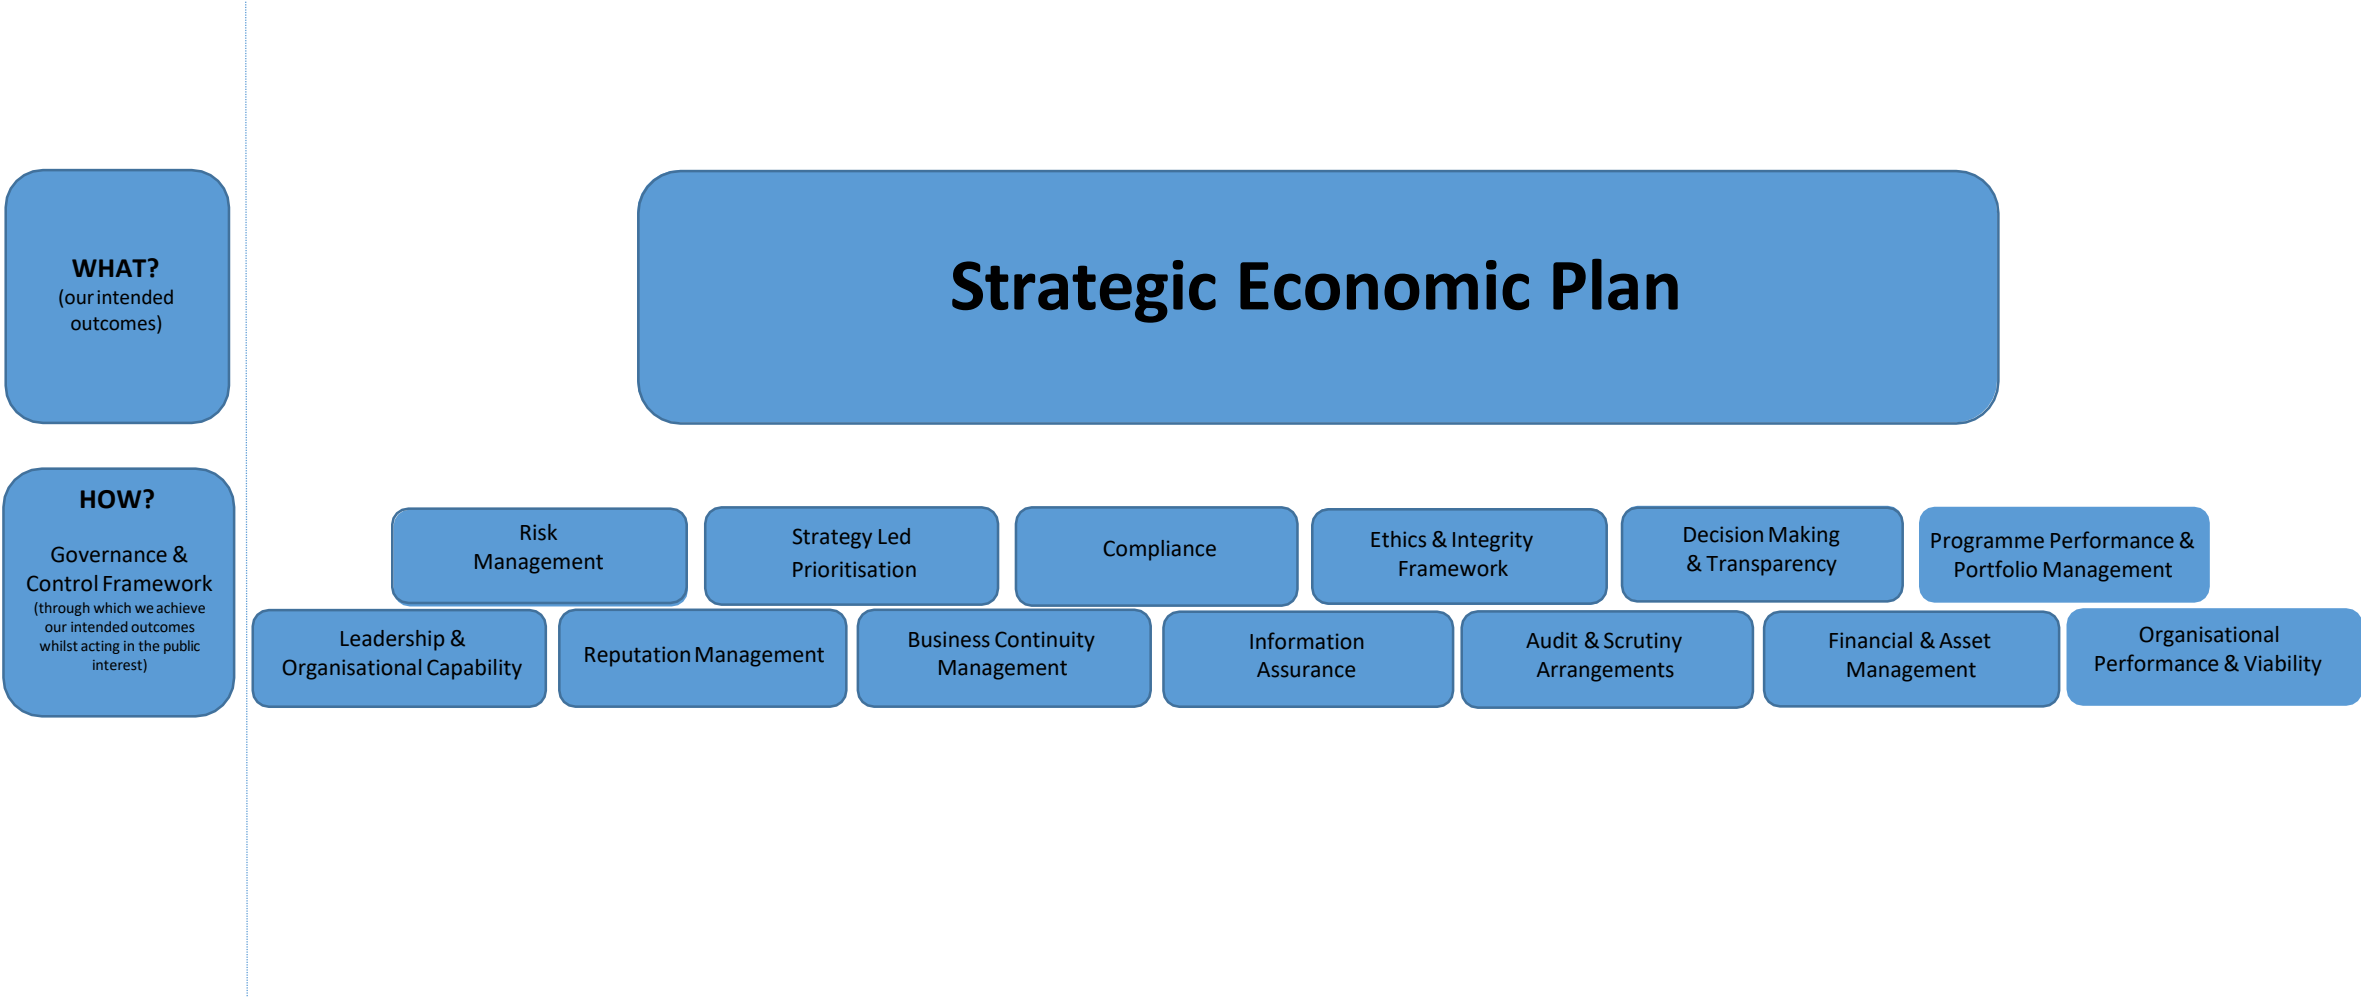 WHAT?
(our intended
outcomes)
Strategic Economic Plan
HOW?
Governance &
Control Framework
(through which we achieve
our intended outcomes
whilst acting in the public
interest)
Risk
Management
Strategy Led
Prioritisation
Compliance
Ethics & Integrity
Framework
Decision Making
& Transparency
Programme Performance &
Portfolio Management
Leadership &
Organisational Capability
Reputation Management
Business Continuity
Management
Information
Assurance
Audit & Scrutiny
Arrangements
Financial & Asset
Management
Organisational
Performance & Viability